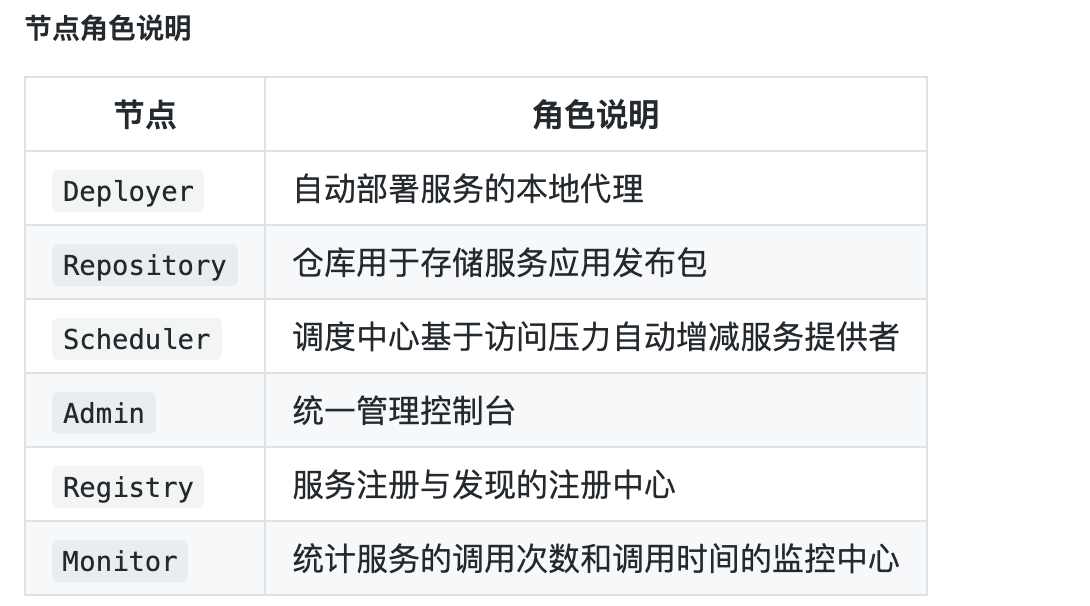 节点角色说明
节点 角色说明
Deployer 自动部署服务的本地代理
Repository 仓库用于存储服务应用发布包
Scheduler 调度中心基于访问压力自动增减服务提供者
Admin 统一管理控制台
Registry 服务注册与发现的注册中心
Monitor 统计服务的调用次数和调用时间的监控中心